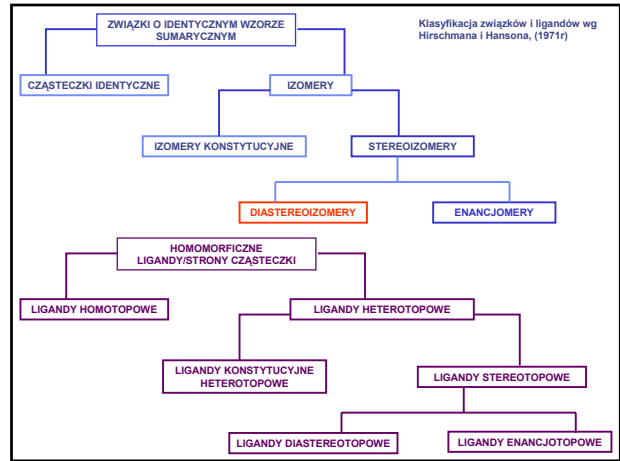 ZWIĄZKI O IDENTYCZNYM WZORZE
SUMARYCZNYM
Klasyfikacja związków i ligandów wg
Hirschmana i Hansona, (1971r)
CZĄSTECZKI IDENTYCZNE
IZOMERY
IZOMERY KONSTYTUCYJNE
STEREOIZOMERY
DIASTEREOIZOMERY
ENANCJOMERY
HOMOMORFICZNE
LIGANDY/STRONY CZĄSTECZKI
LIGANDY HOMOTOPOWE
LIGANDY HETEROTOPOWE
LIGANDY KONSTYTUCYJNE
HETEROTOPOWE
LIGANDY STEREOTOPOWE
LIGANDY DIASTEREOTOPOWE
LIGANDY ENANCJOTOPOWE